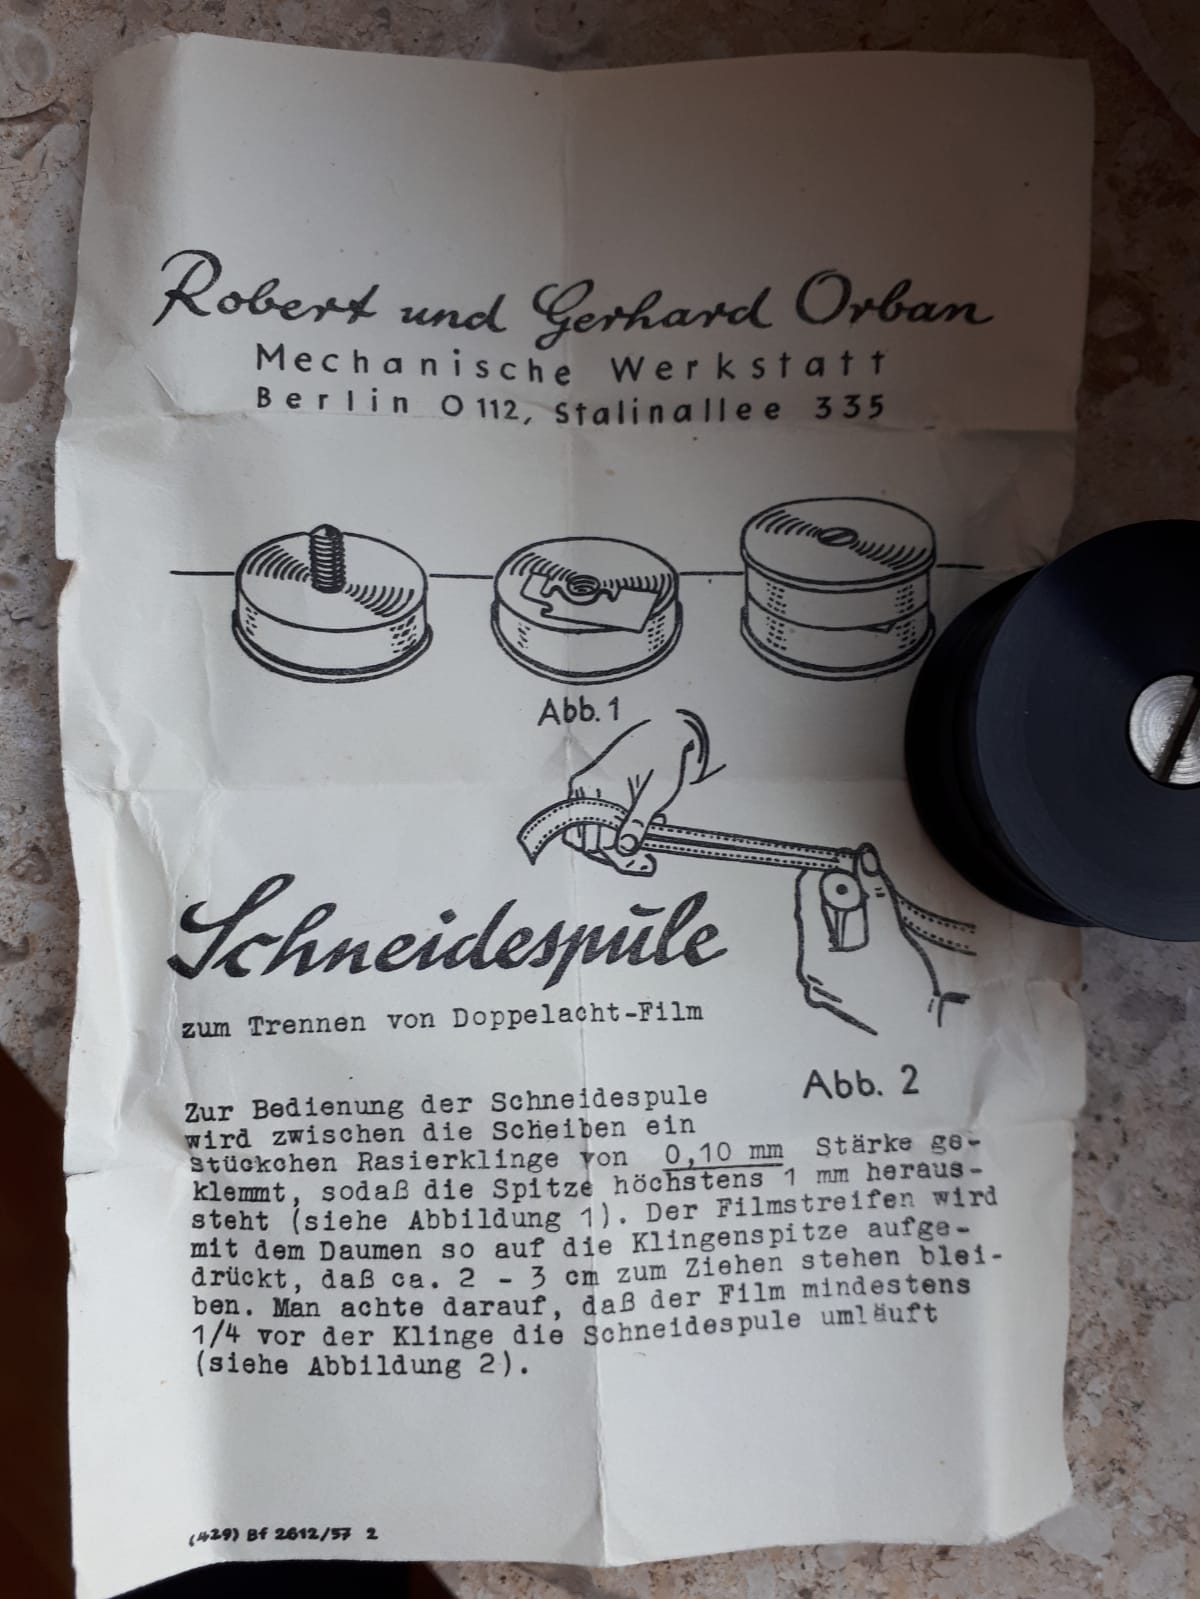 Robert und Gerhard Orban
Mechanische Werkstatt
Berlin O 112, Stalinallee 335
Abb. 1
Schneidespule
zum Trennen von Doppelacht-Film
Abb. 2
Zur Bedienung der Schneidespule
wird zwischen die Scheiben ein
Stückchen Rasierklinge von 0,10 mm Stärke ge-
klemmt, sodaß die Spitze höchstens 1 mm heraus-
steht (siehe Abbildung 1). Der Filmstreifen wird
mit dem Daumen so auf die Klingenspitze aufge-
drückt, daß ca. 2 - 3 cm zum Ziehen stehen blei-
ben. Man achte darauf, daß der Film mindestens
1/4 vor der Klinge die Schneidespule umläuft
(siehe Abbildung 2).
(429) Bf 2612/57 2